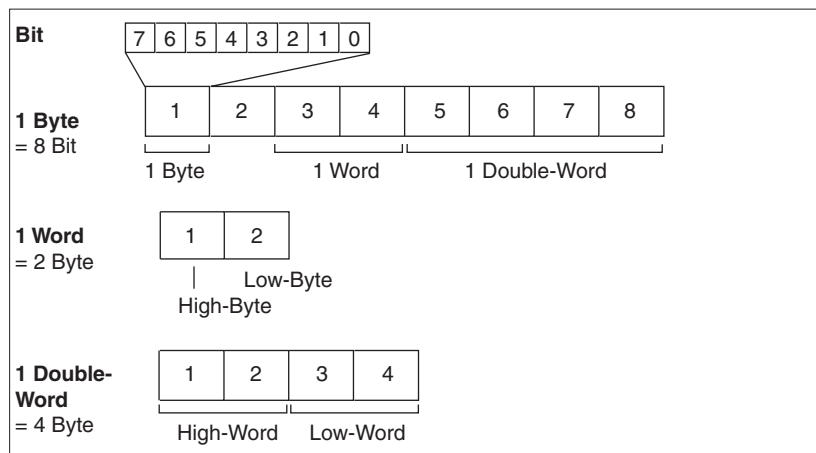 Bit
7 6 5 4 3 2 1 0
1 2 3 4 5 6 7 8
1 Byte
= 8 Bit
1 Byte 1 Word 1 Double-Word
1 Word
= 2 Byte
1 2
Low-Byte
High-Byte
1 Double-
Word
= 4 Byte
1 2 3 4
High-Word Low-Word